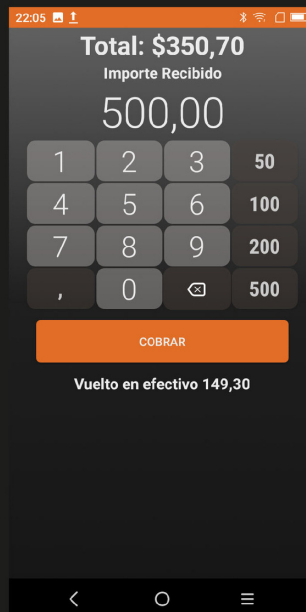 22:05
Total: $350,70
Importe Recibido
500,00
1 2 3 50
4 5 6 100
7 8 9 200
, 0 500
COBRAR
Vuelto en efectivo 149,30